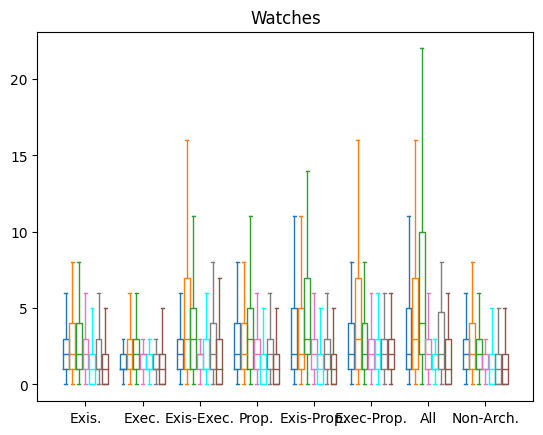 Watches
20
15
10
5
0
Exis. Exec. Exis-Exec. Prop. Exis-Prop. Exec-Prop. All Non-Arch.